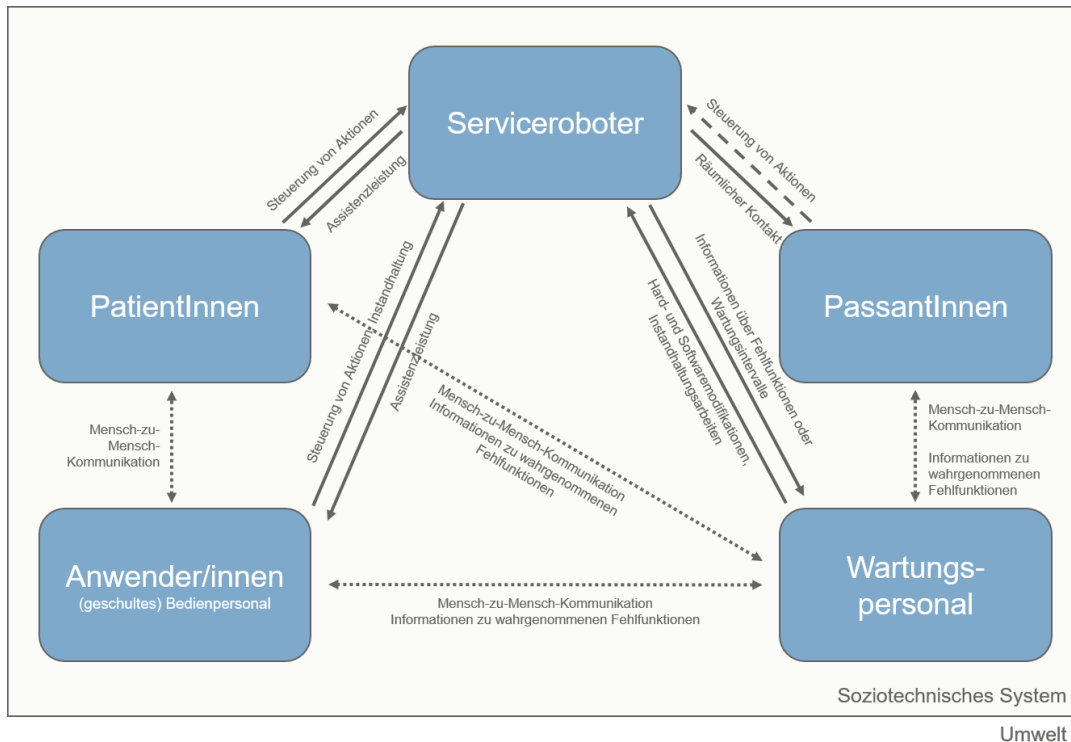 Serviceroboter
Steuerung von Aktionen
Assistenzleistung
Steuerung von Aktionen
Räumlicher Kontakt
PatientInnen
PassantInnen
Steuerung von Aktionen, Instandhaltung
Assistenzleistung
Informationen über Fehlfunktionen oder
Wartungsintervalle
Hard- und Softwaremodifikationen,
Instandhaltungsarbeiten
Mensch-zu-Mensch-Kommunikation
Informationen zu wahrgenommenen
Fehlfunktionen
Mensch-zu-
Mensch-
Kommunikation
Mensch-zu-Mensch-
Kommunikation
Informationen zu
wahrgenommenen
Fehlfunktionen
Anwender/innen
(geschultes) Bedienpersonal
Wartungs-
personal
Mensch-zu-Mensch-Kommunikation
Informationen zu wahrgenommenen Fehlfunktionen
Soziotechnisches System
Umwelt